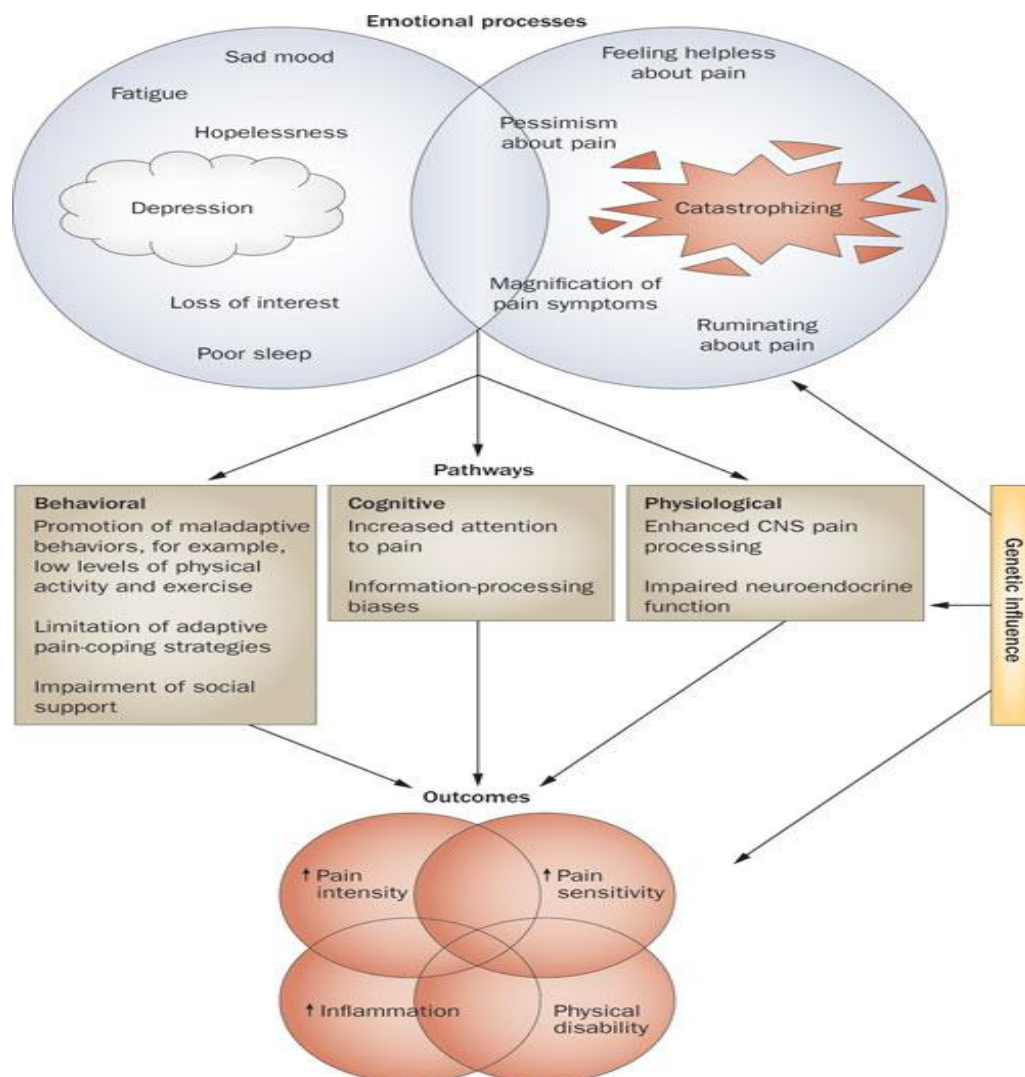 Emotional processes
Sad mood
Fatigue
Hopelessness
Depression
Loss of interest
Poor sleep
Feeling helpless
about pain
Pessimism
about pain
Catastrophizing
Magnification of
pain symptoms
Ruminating
about pain
Pathways
Behavioral
Promotion of maladaptive
behaviors, for example,
low levels of physical
activity and exercise
Limitation of adaptive
pain-coping strategies
Impairment of social
support
Cognitive
Increased attention
to pain
Information-processing
biases
Physiological
Enhanced CNS pain
processing
Impaired neuroendocrine
function
Genetic influence
Outcomes
↑ Pain
intensity
↑ Pain
sensitivity
↑ Inflammation
Physical
disability